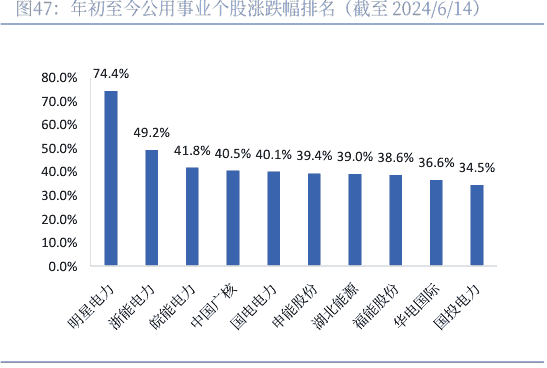 图47：年初至今公用事业个股涨跌幅排名（截至 2024/6/14）
80.0%
70.0%
60.0%
50.0%
40.0%
30.0%
20.0%
10.0%
0.0%
74.4%
49.2%
41.8%
40.5%
40.1%
39.4%
39.0%
38.6%
36.6%
34.5%
明星电力
浙能电力
皖能电力
中国广核
国电电力
申能股份
湖北能源
福能股份
华电国际
国投电力